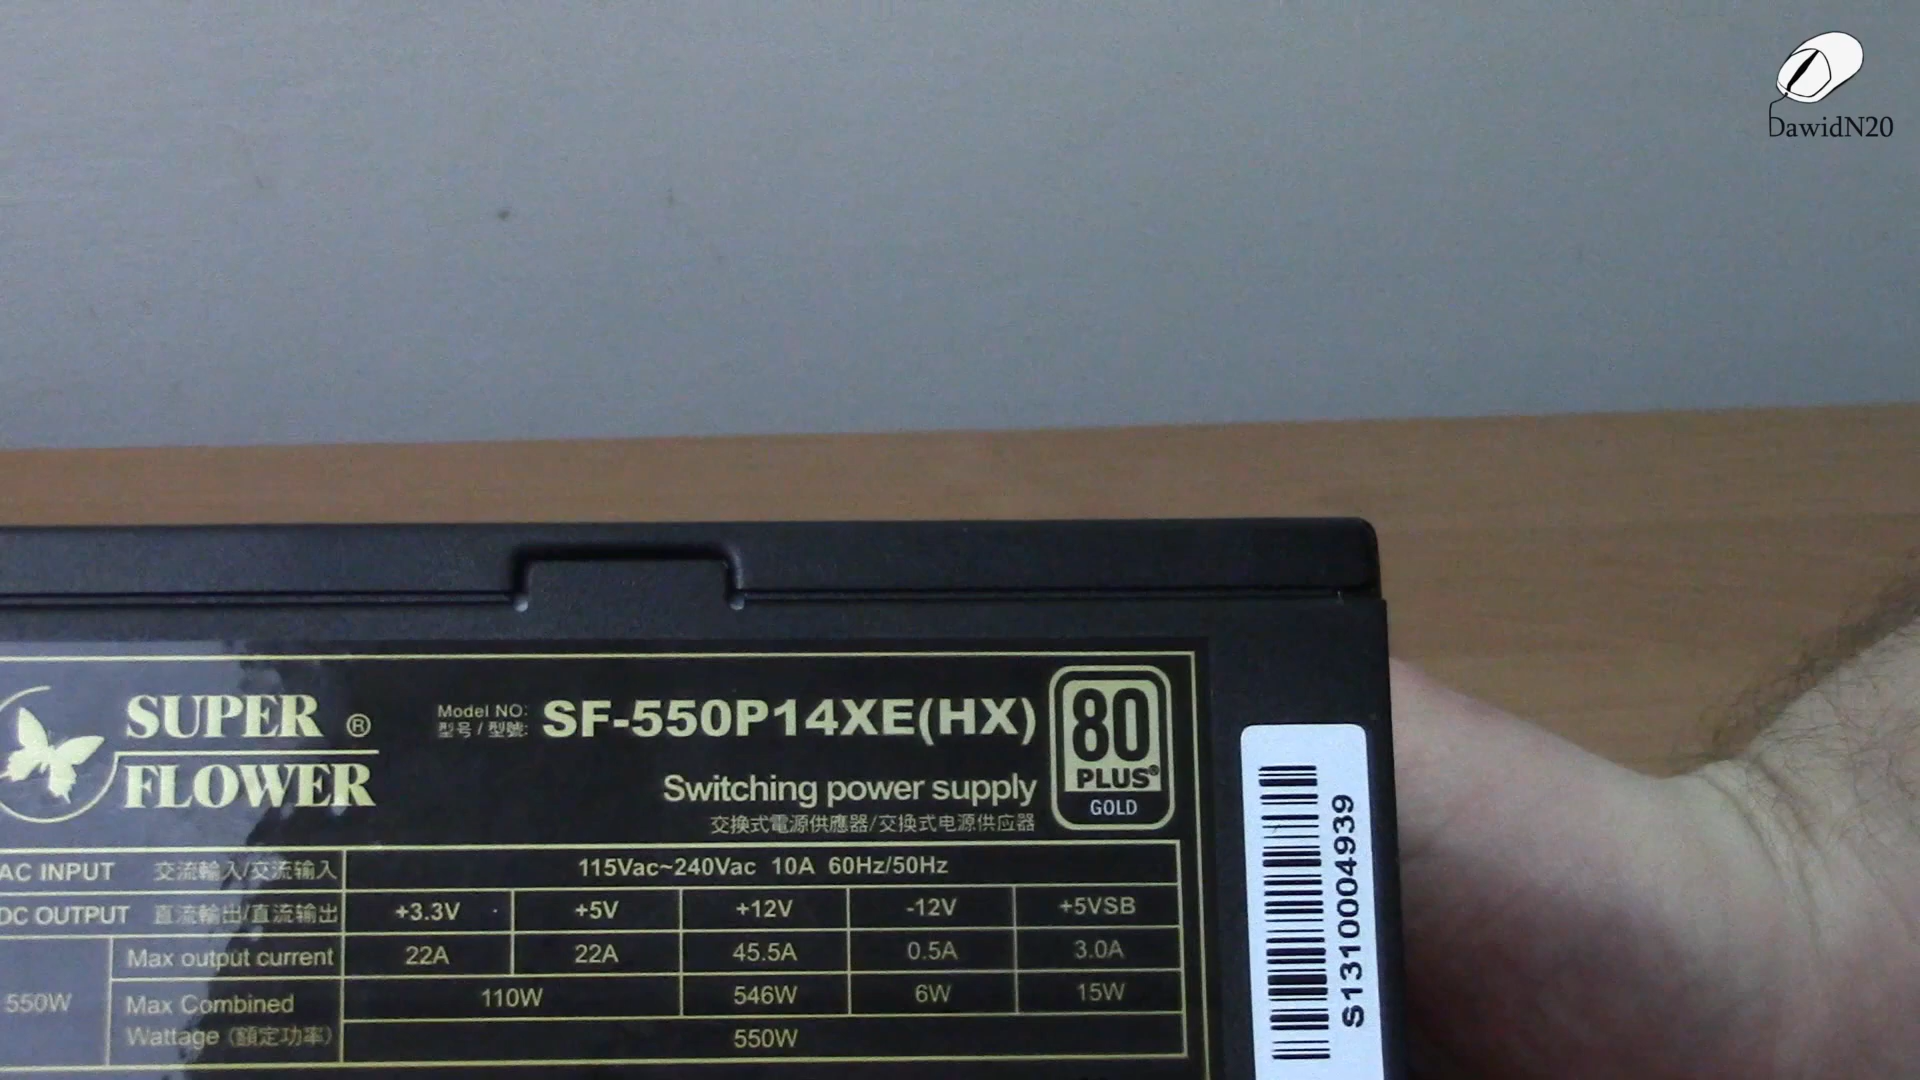 DawidN20
SUPER ®
FLOWER
Model NO:
型号 / 型號:
SF-550P14XE(HX)
Switching power supply
交換式電源供應器/交換式电源供应器
80
PLUS®
GOLD
AC INPUT 交流輸入/交流输入 115Vac~240Vac 10A 60Hz/50Hz
DC OUTPUT 直流輸出/直流输出 +3.3V +5V +12V -12V +5VSB
Max output current 22A 22A 45.5A 0.5A 3.0A
550W Max Combined 110W 546W 6W 15W
Wattage (額定功率) 550W
S13100004939